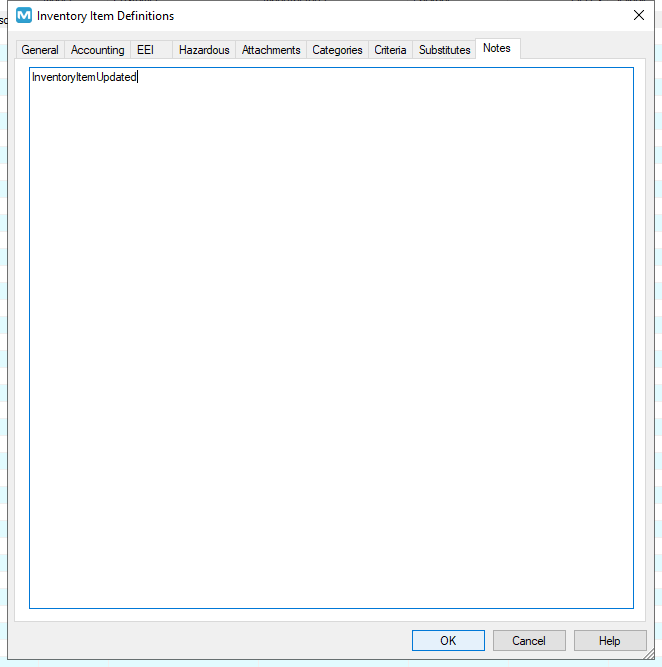 Inventory Item Definitions
General Accounting EEI Hazardous Attachments Categories Criteria Substitutes Notes
InventoryItemUpdated
OK Cancel Help